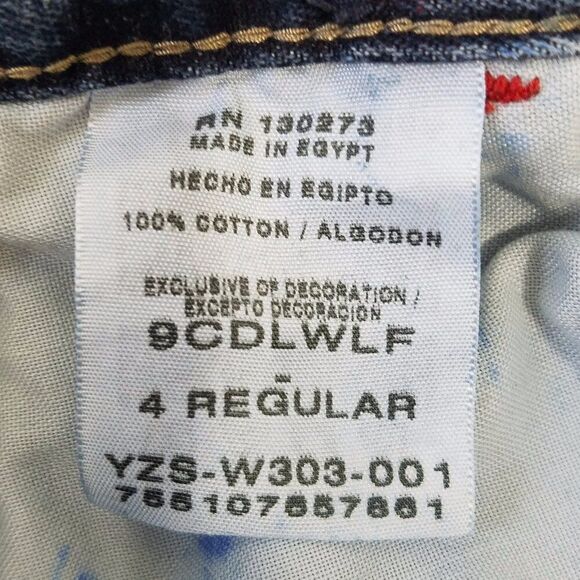 RN 130273
MADE IN EGYPT
HECHO EN EGIPTO
100% COTTON / ALGODON
EXCLUSIVE OF DECORATION /
EXCEPTO DECORACION
9CDLWLF
4 REGULAR
YZS-W303-001
755107657861